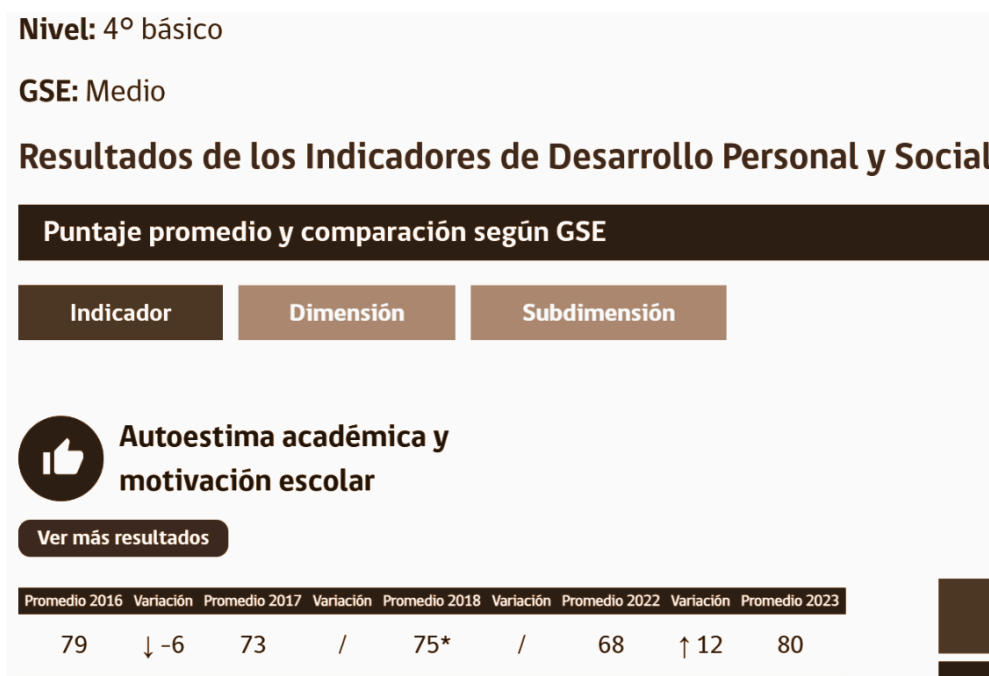 Nivel: 4º básico
GSE: Medio
Resultados de los Indicadores de Desarrollo Personal y Social
Puntaje promedio y comparación según GSE
Indicador Dimensión Subdimensión
Autoestima académica y
motivación escolar
Ver más resultados
Promedio 2016 Variación Promedio 2017 Variación Promedio 2018 Variación Promedio 2022 Variación Promedio 2023
79 ↓ -6 73 / 75* / 68 ↑ 12 80